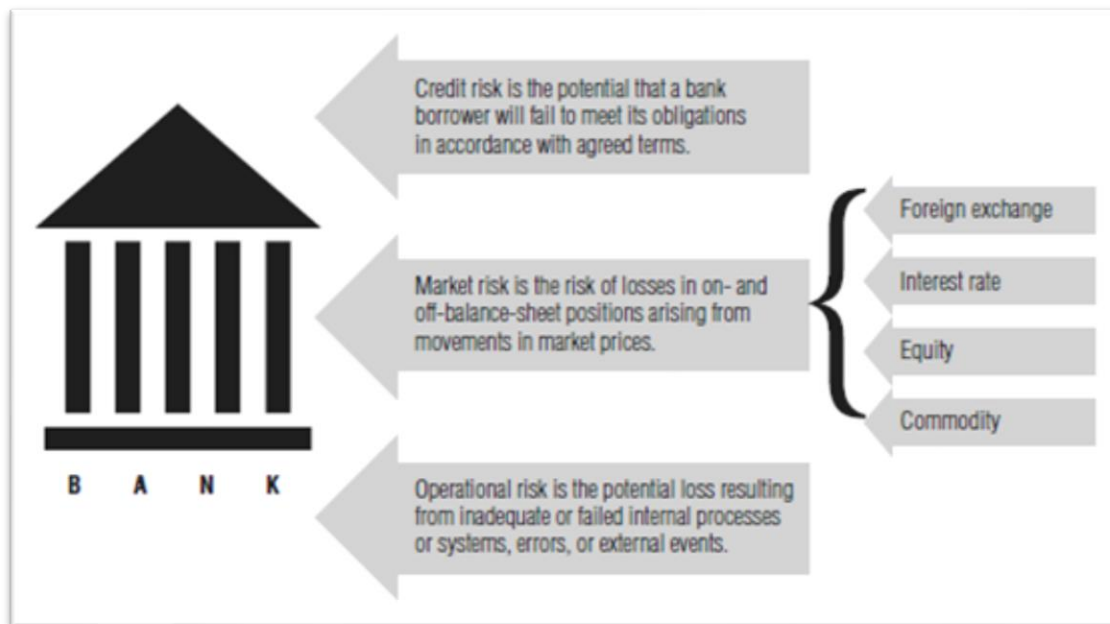 Credit risk is the potential that a bank
borrower will fail to meet its obligations
in accordance with agreed terms.
Market risk is the risk of losses in on- and
off-balance-sheet positions arising from
movements in market prices.
Foreign exchange
Interest rate
Equity
Commodity
B A N K
Operational risk is the potential loss resulting
from inadequate or failed internal processes
or systems, errors, or external events.